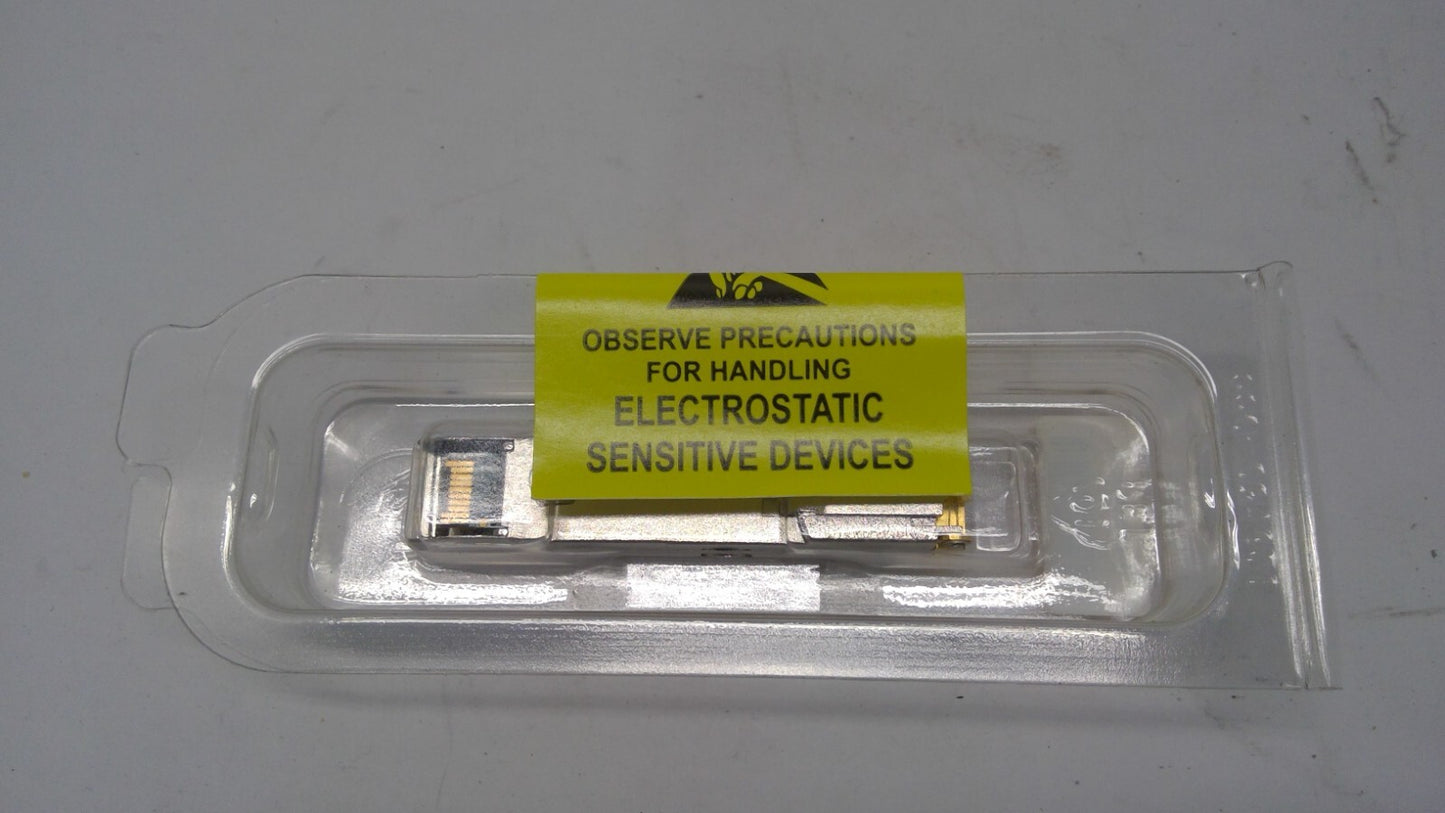 OBSERVE PRECAUTIONS
FOR HANDLING
ELECTROSTATIC
SENSITIVE DEVICES